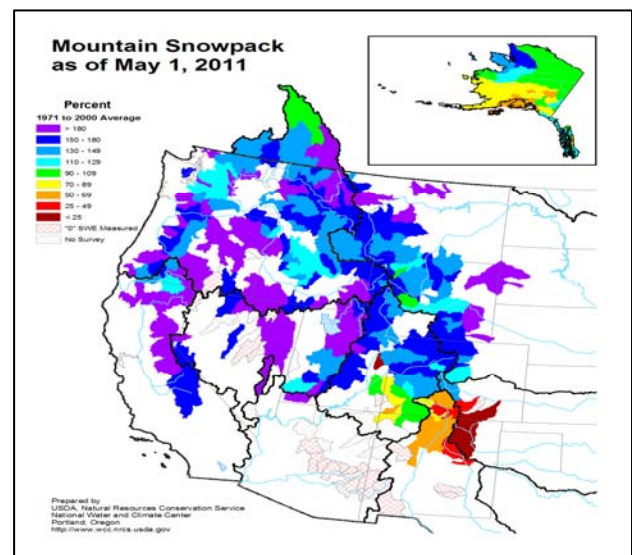 Mountain Snowpack
as of May 1, 2011
Percent
1971 to 2000 Average
> 180
150 - 180
130 - 149
110 - 129
90 - 109
70 - 89
50 - 69
25 - 49
< 25
"0" SWE Measured
No Survey
Prepared by
USDA, Natural Resources Conservation Service
National Water and Climate Center
Portland, Oregon
http://www.wcc.nrcs.usda.gov